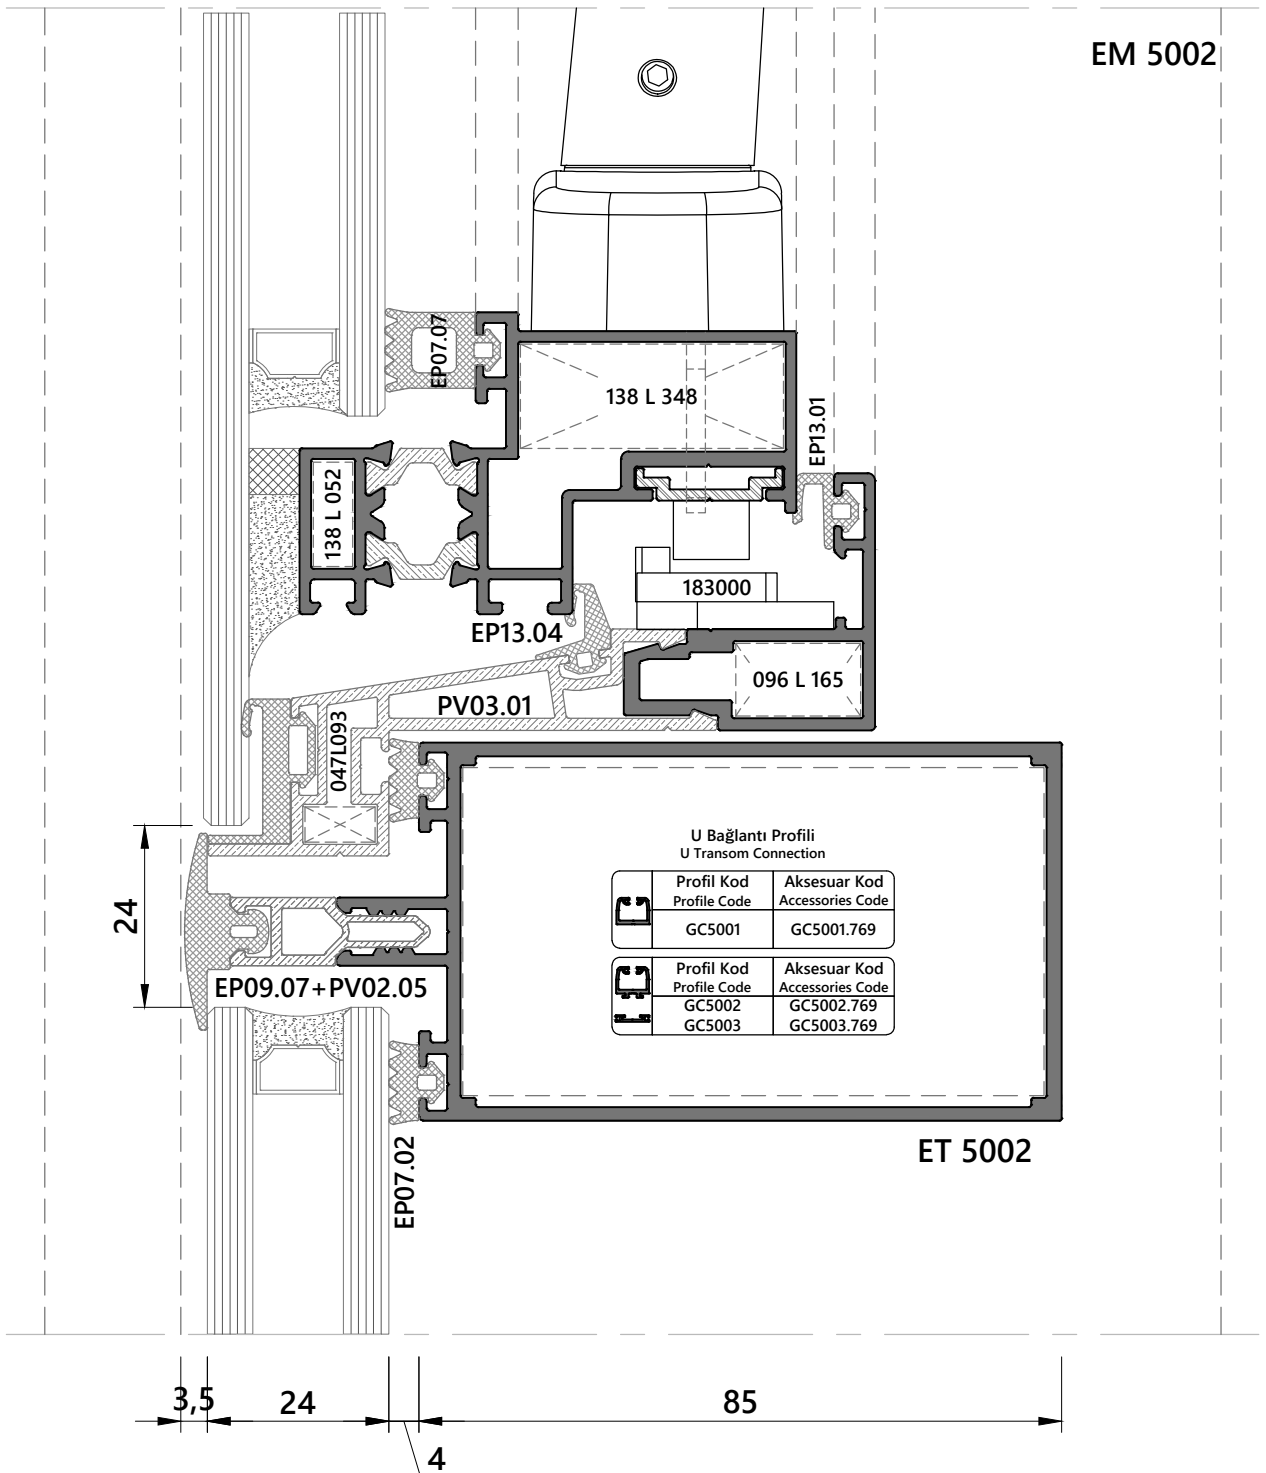 EM 5002
EP07.07
138 L 348
EP13.01
138 L 052
183000
EP13.04
096 L 165
PV03.01
047L093
U Bağlantı Profili
U Transom Connection
Profil Kod
Aksesuar Kod
Profile Code
Accessories Code
GC5001
GC5001.769
Profil Kod
Aksesuar Kod
Profile Code
Accessories Code
GC5002
GC5002.769
GC5003
GC5003.769
24
EP09.07+PV02.05
EP07.02
ET 5002
3,5
24
85
4